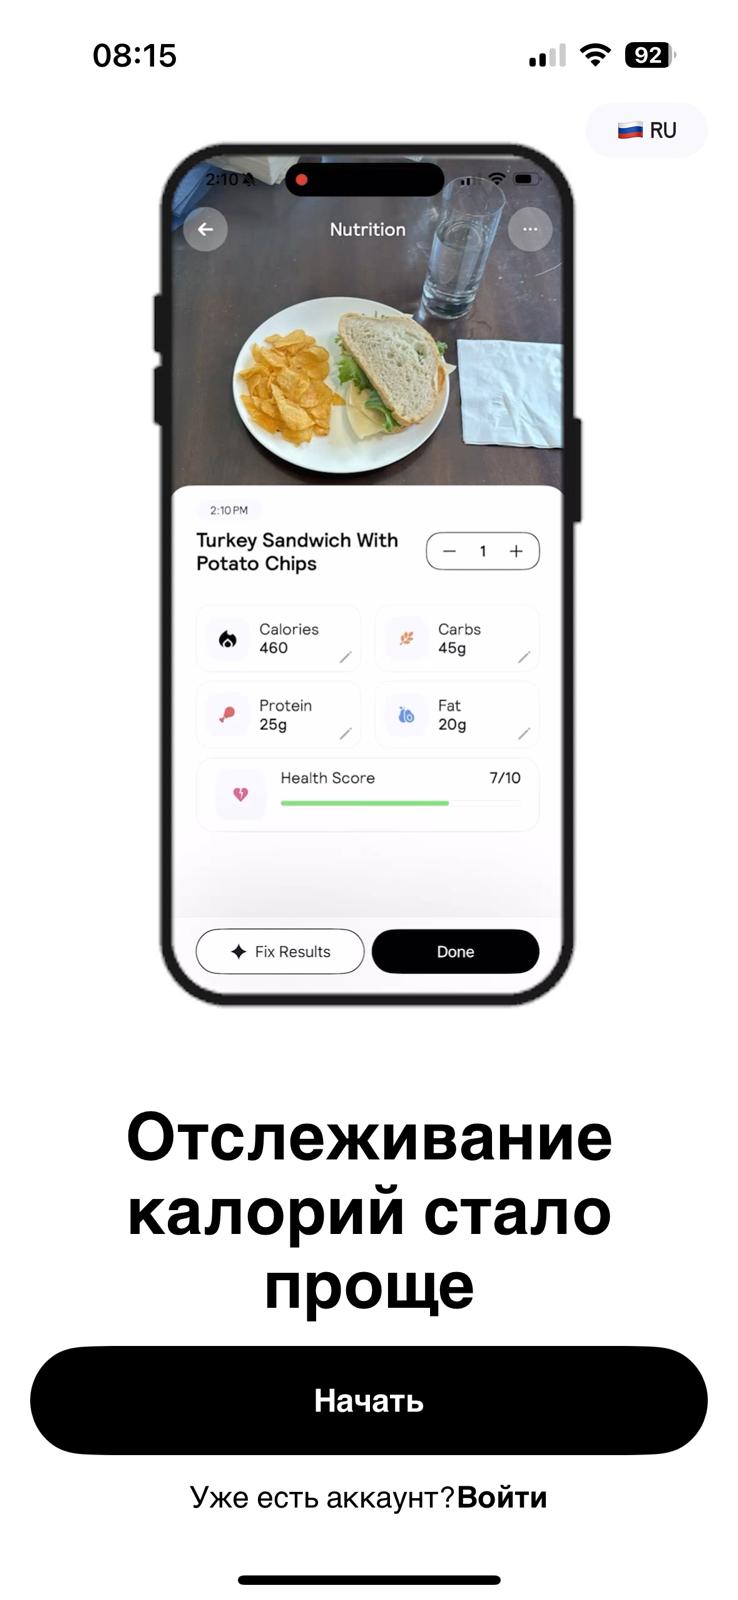 08:15
92
🇷🇺 RU
2:10
Nutrition
2:10 PM
Turkey Sandwich With
Potato Chips
1
Calories
460
Carbs
45g
Protein
25g
Fat
20g
Health Score
7/10
Fix Results
Done
Отслеживание
калорий стало
проще
Начать
Уже есть аккаунт?Войти